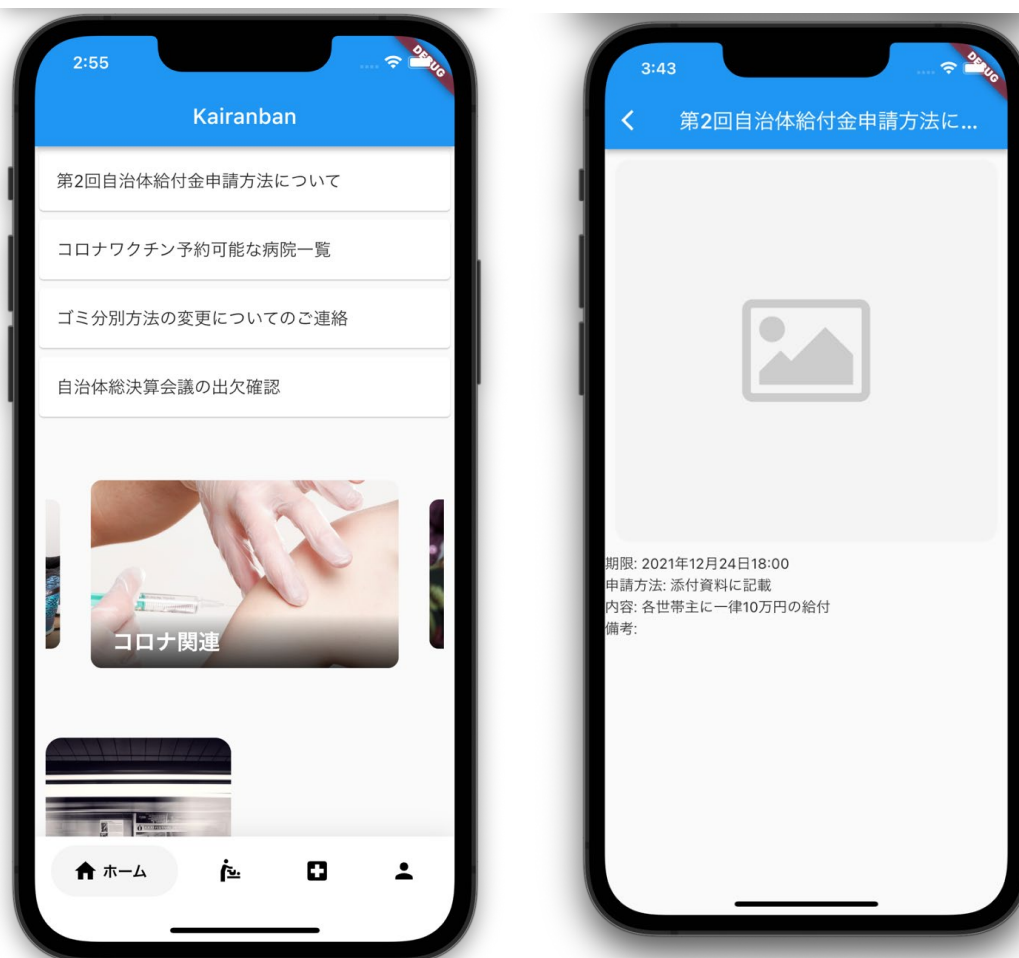 2:55
DEBUG
Kairanban
第2回自治体給付金申請方法について
コロナワクチン予約可能な病院一覧
ゴミ分別方法の変更についてのご連絡
自治体総決算会議の出欠確認
コロナ関連
ホーム
3:43
DEBUG
第2回自治体給付金申請方法に...
期限: 2021年12月24日18:00
申請方法: 添付資料に記載
内容: 各世帯主に一律10万円の給付
備考: